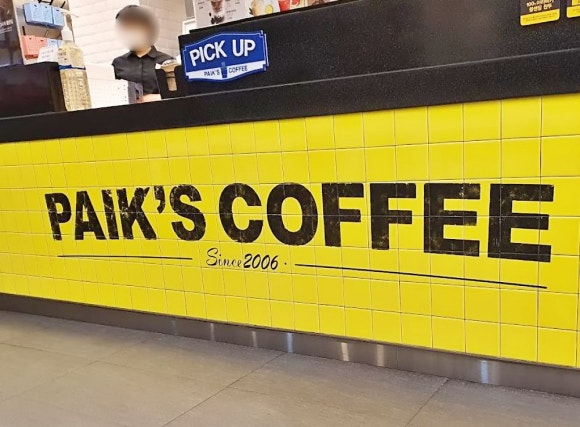 PICK UP
PAIK'S COFFEE
PAIK'S COFFEE
Since 2006